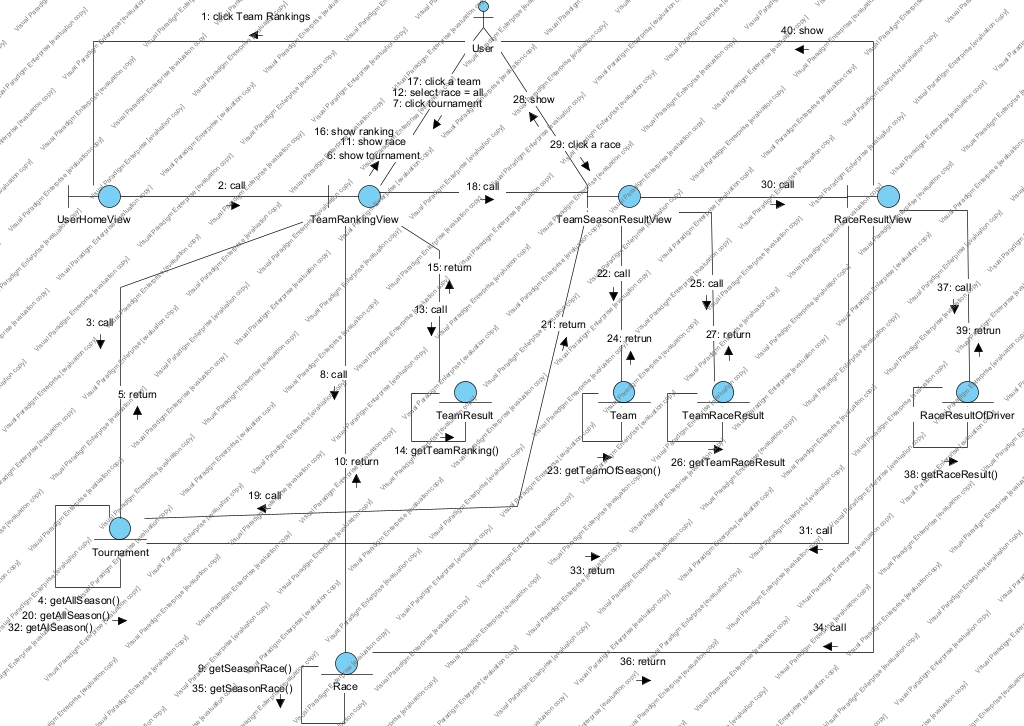 1: click Team Rankings
User
40: show
17: click a team
12: select race = all
7: click tournament
28: show
16: show ranking
11: show race
6: show tournament
29: click a race
2: call
18: call
30: call
UserHomeView
TeamRankingView
TeamSeasonResultView
RaceResultView
15: return
22: call
25: call
37: call
13: call
3: call
21: return
24: retrun
27: return
39: retrun
8: call
5: return
TeamResult
Team
TeamRaceResult
RaceResultOfDriver
14: getTeamRanking()
10: return
23: getTeamOfSeason()
26: getTeamRaceResult
38: getRaceResult()
19: call
31: call
Tournament
33: return
4: getAllSeason()
20: getAllSeason()
32: getAlSeason()
34: call
9: getSeasonRace()
36: return
35: getSeasonRace()
Race
Visual Paradigm Enterprise [evaluation copy]